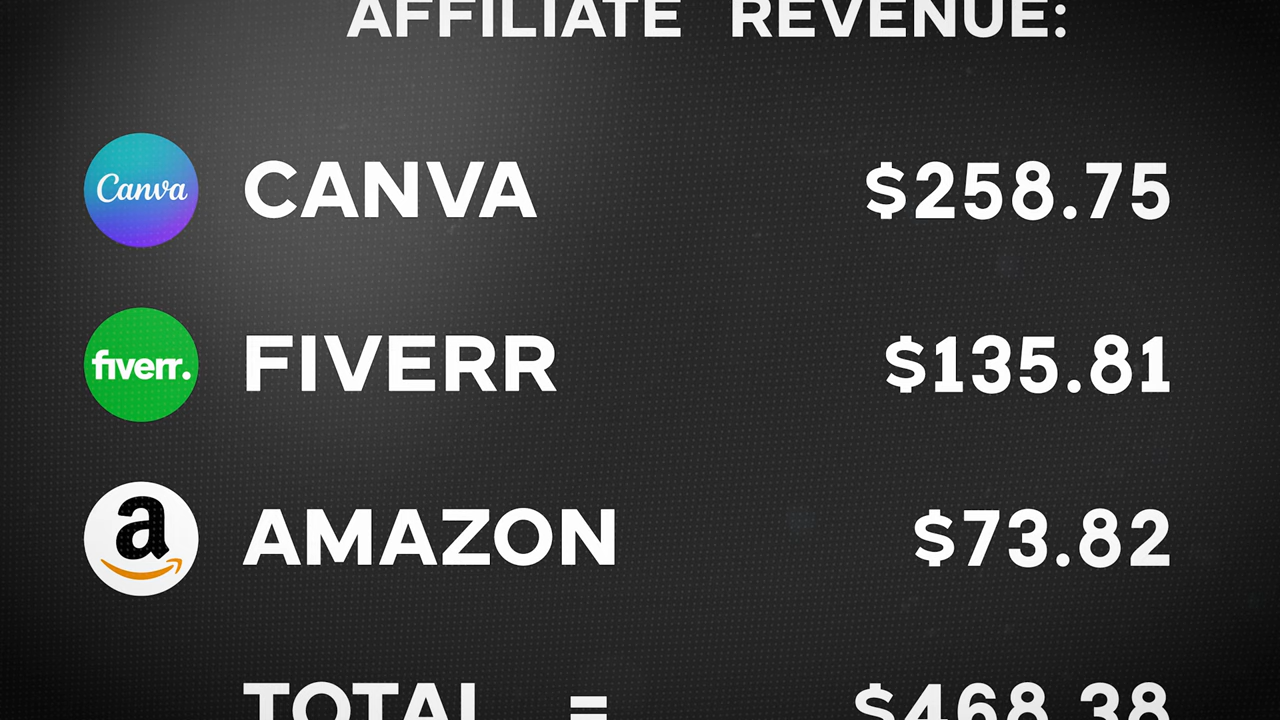 AFFILIATE REVENUE:
Canva CANVA $258.75
fiverr. FIVERR $135.81
a AMAZON $73.82
TOTAL = $468.38